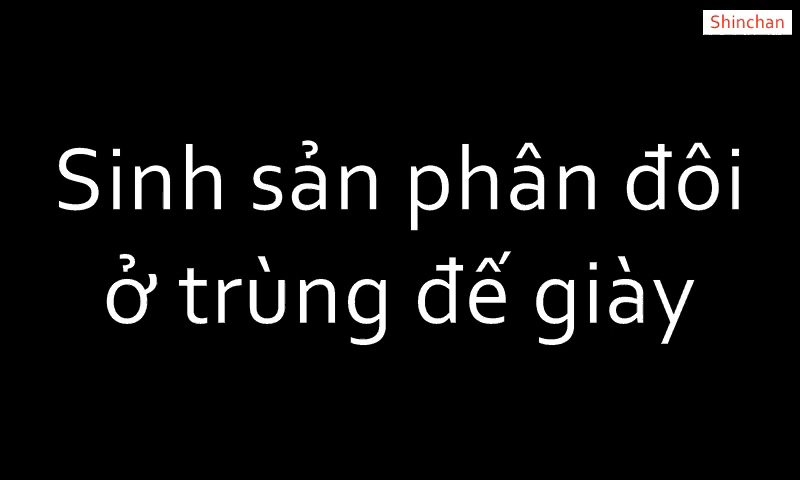 Shinchan
Sinh sản phân đôi
ở trùng đế giày